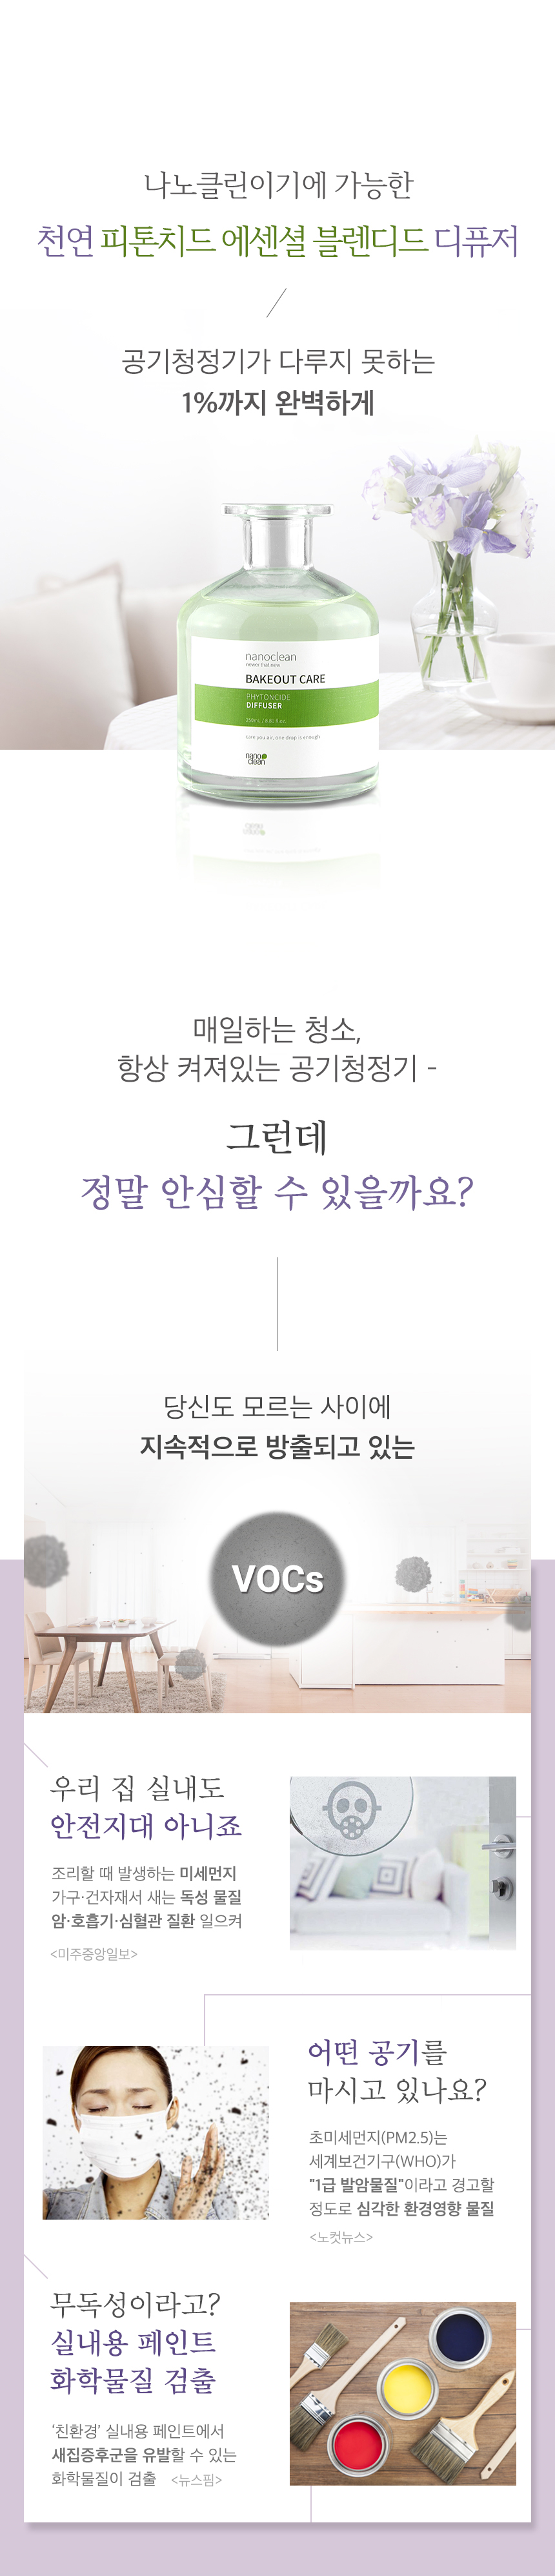 나노클린이기에 가능한
천연 피톤치드 에센셜 블렌디드 디퓨저
공기청정기가 다루지 못하는
1%까지 완벽하게
nanoclean
newer that new
BAKEOUT CARE
PHYTONCIDE
DIFFUSER
care you air, one drop is enough
nano
clean
매일하는 청소,
항상 켜져있는 공기청정기 -
그런데
정말 안심할 수 있을까요?
당신도 모르는 사이에
지속적으로 방출되고 있는
VOCs
우리 집 실내도
안전지대 아니죠
조리할 때 발생하는 미세먼지
가구·건자재서 새는 독성 물질
암·호흡기·심혈관 질환 일으켜
<미주중앙일보>
어떤 공기를
마시고 있나요?
초미세먼지(PM2.5)는
세계보건기구(WHO)가
"1급 발암물질"이라고 경고할
정도로 심각한 환경영향 물질
<노컷뉴스>
무독성이라고?
실내용 페인트
화학물질 검출
‘친환경’ 실내용 페인트에서
새집증후군을 유발할 수 있는
화학물질이 검출 <뉴스핌>